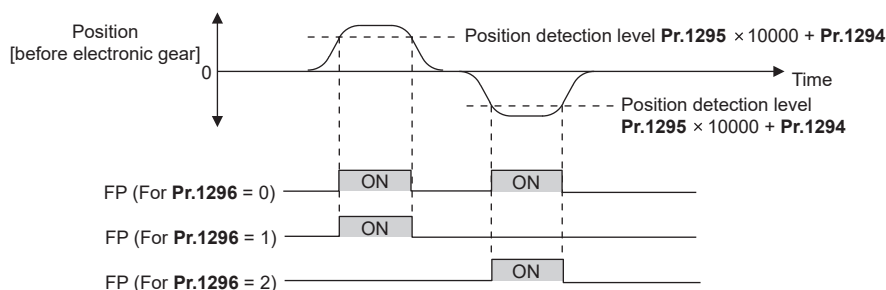 Position
[before electronic gear]
0
Position detection level Pr.1295 × 10000 + Pr.1294
Time
Position detection level
Pr.1295 × 10000 + Pr.1294
FP (For Pr.1296 = 0)
ON
ON
FP (For Pr.1296 = 1)
ON
FP (For Pr.1296 = 2)
ON